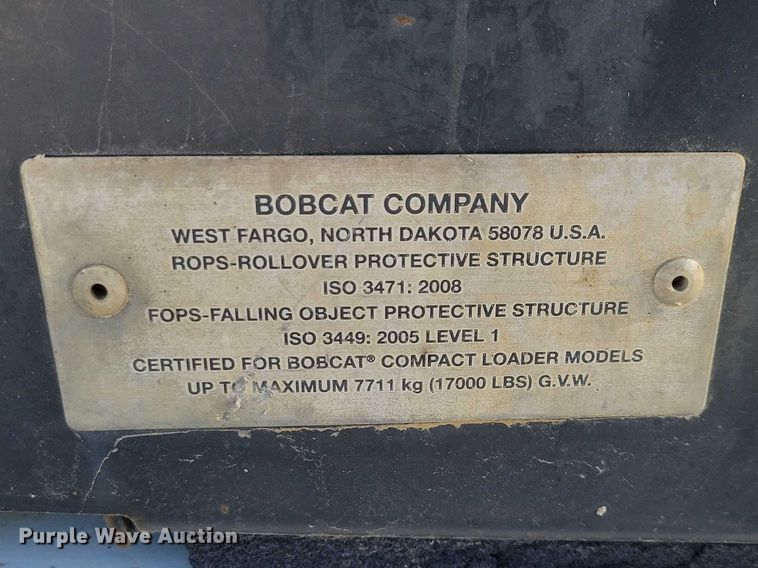 BOBCAT COMPANY
WEST FARGO, NORTH DAKOTA 58078 U.S.A.
ROPS-ROLLOVER PROTECTIVE STRUCTURE
ISO 3471: 2008
FOPS-FALLING OBJECT PROTECTIVE STRUCTURE
ISO 3449: 2005 LEVEL 1
CERTIFIED FOR BOBCAT® COMPACT LOADER MODELS
UP TO MAXIMUM 7711 kg (17000 LBS) G.V.W.
Purple Wave Auction